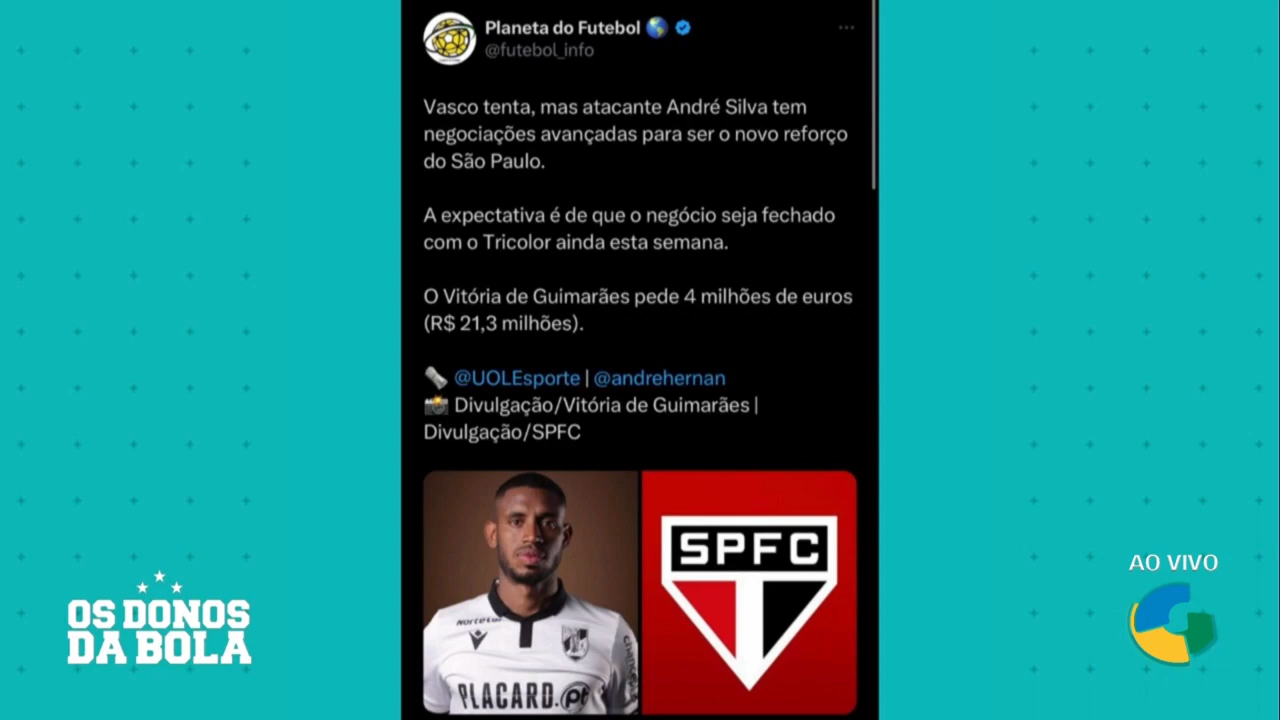 Planeta do Futebol
@futebol_info
Vasco tenta, mas atacante André Silva tem
negociações avançadas para ser o novo reforço
do São Paulo.
A expectativa é de que o negócio seja fechado
com o Tricolor ainda esta semana.
O Vitória de Guimarães pede 4 milhões de euros
(R$ 21,3 milhões).
@UOLEsporte | @andrehernan
Divulgação/Vitória de Guimarães |
Divulgação/SPFC
SPFC
PLACARD.pt
OS DONOS
DA BOLA
AO VIVO